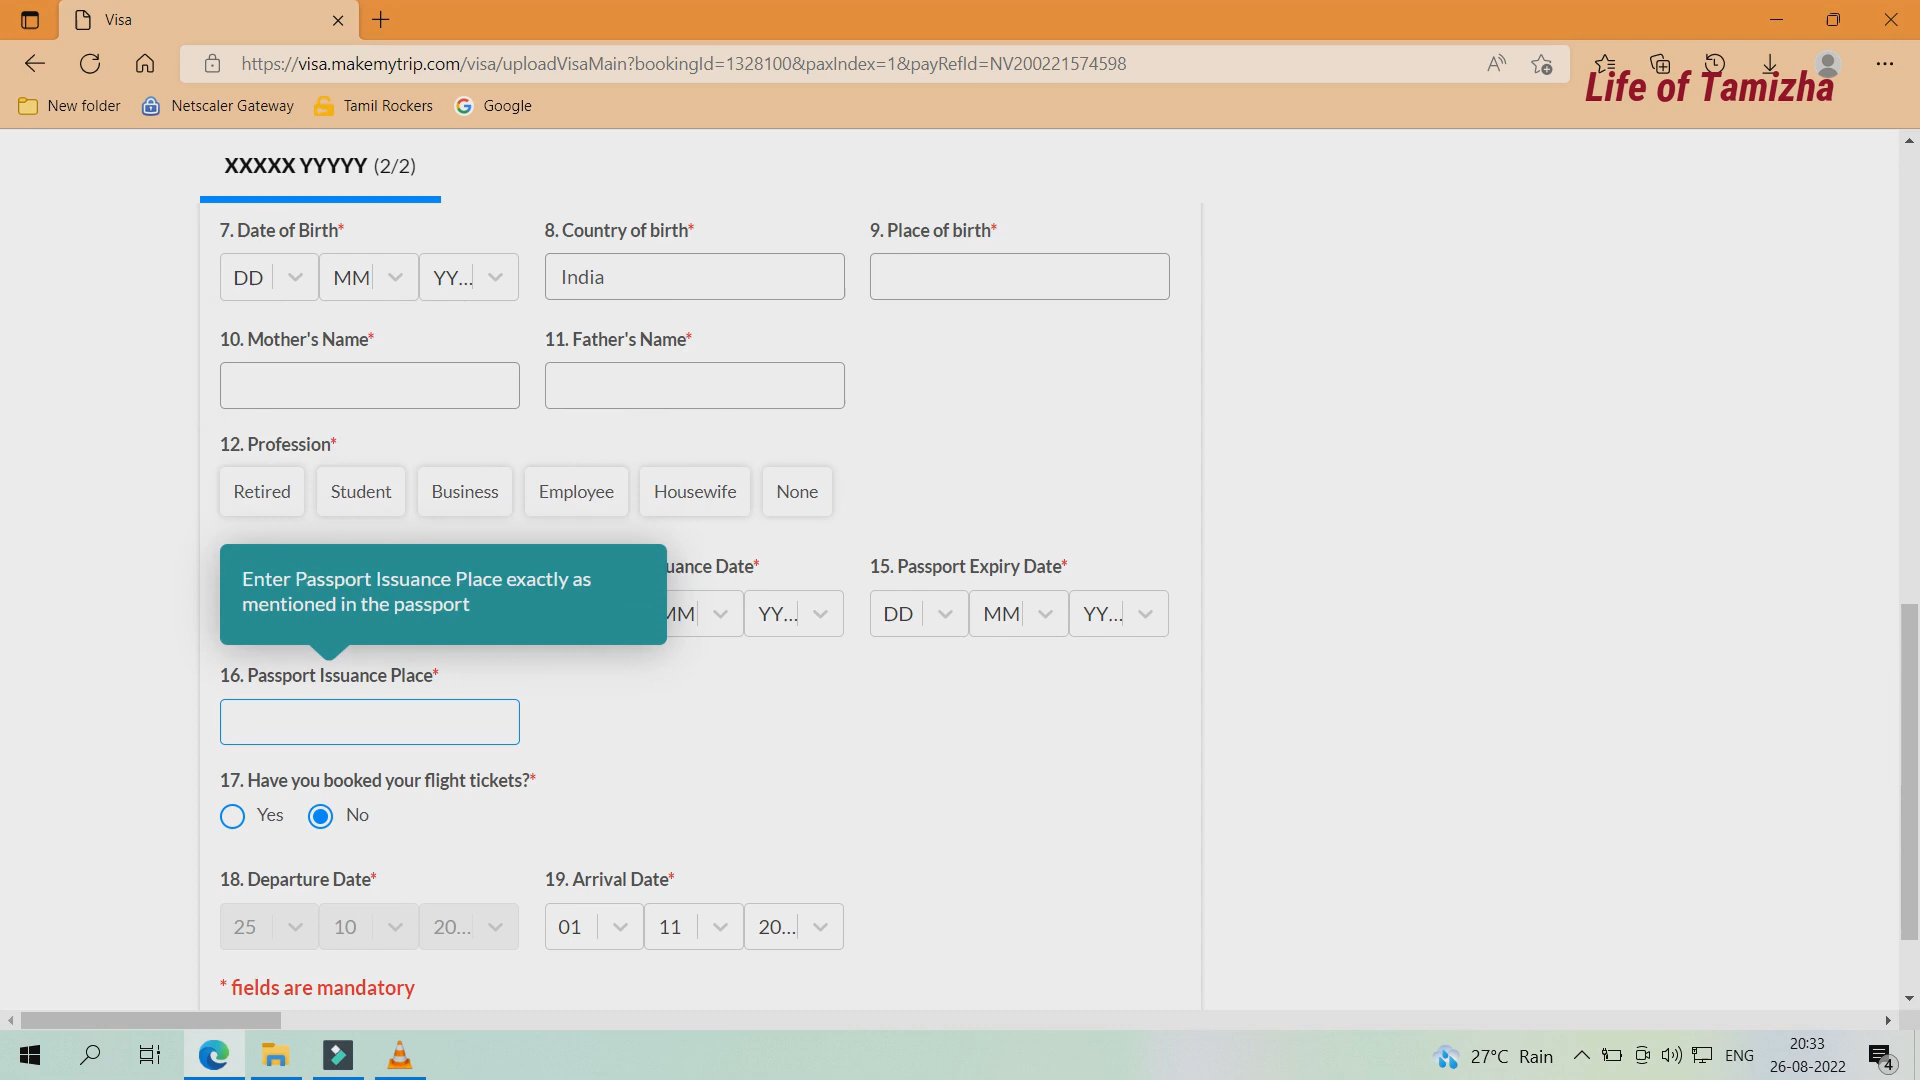 Visa
https://visa.makemytrip.com/visa/uploadVisaMain?bookingId=1328100&paxIndex=1&payRefId=NV200221574598
Life of Tamizha
New folder
Netscaler Gateway
Tamil Rockers
Google
XXXXX YYYYY (2/2)
7. Date of Birth*
8. Country of birth*
9. Place of birth*
DD MM YY...
India
10. Mother's Name*
11. Father's Name*
12. Profession*
Retired
Student
Business
Employee
Housewife
None
Enter Passport Issuance Place exactly as
mentioned in the passport
uance Date*
15. Passport Expiry Date*
MM YY...
DD MM YY...
16. Passport Issuance Place*
17. Have you booked your flight tickets?*
Yes No
18. Departure Date*
19. Arrival Date*
25 10 20...
01 11 20...
* fields are mandatory
27°C Rain
ENG
20:33
26-08-2022
4